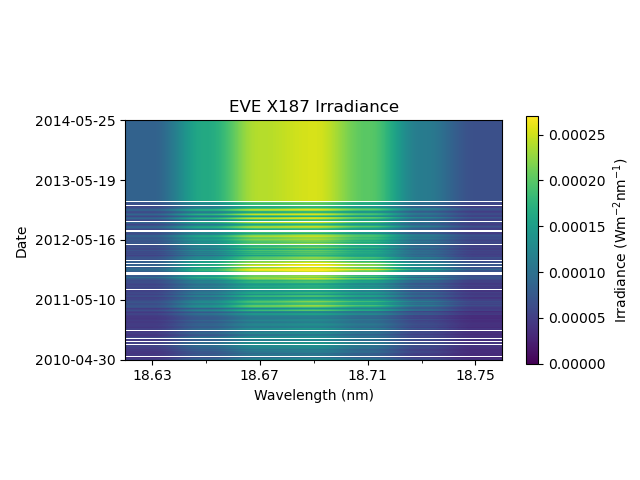 EVE X187 Irradiance
2014-05-25
2013-05-19
2012-05-16
2011-05-10
2010-04-30
Date
18.63 18.67 18.71 18.75
Wavelength (nm)
0.00025
0.00020
0.00015
0.00010
0.00005
0.00000
Irradiance (Wm⁻²nm⁻¹)